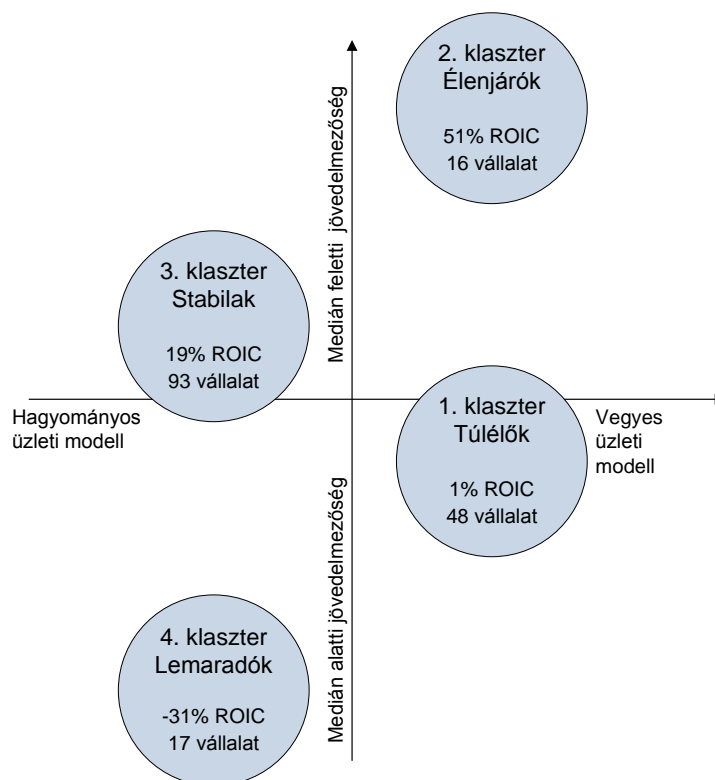 2. klaszter
Élenjárók
51% ROIC
16 vállalat
Medián feletti jövedelmezőség
3. klaszter
Stabilak
19% ROIC
93 vállalat
Hagyományos
üzleti modell
1. klaszter
Túlélők
1% ROIC
48 vállalat
Vegyes
üzleti
modell
Medián alatti jövedelmezőség
4. klaszter
Lemaradók
-31% ROIC
17 vállalat